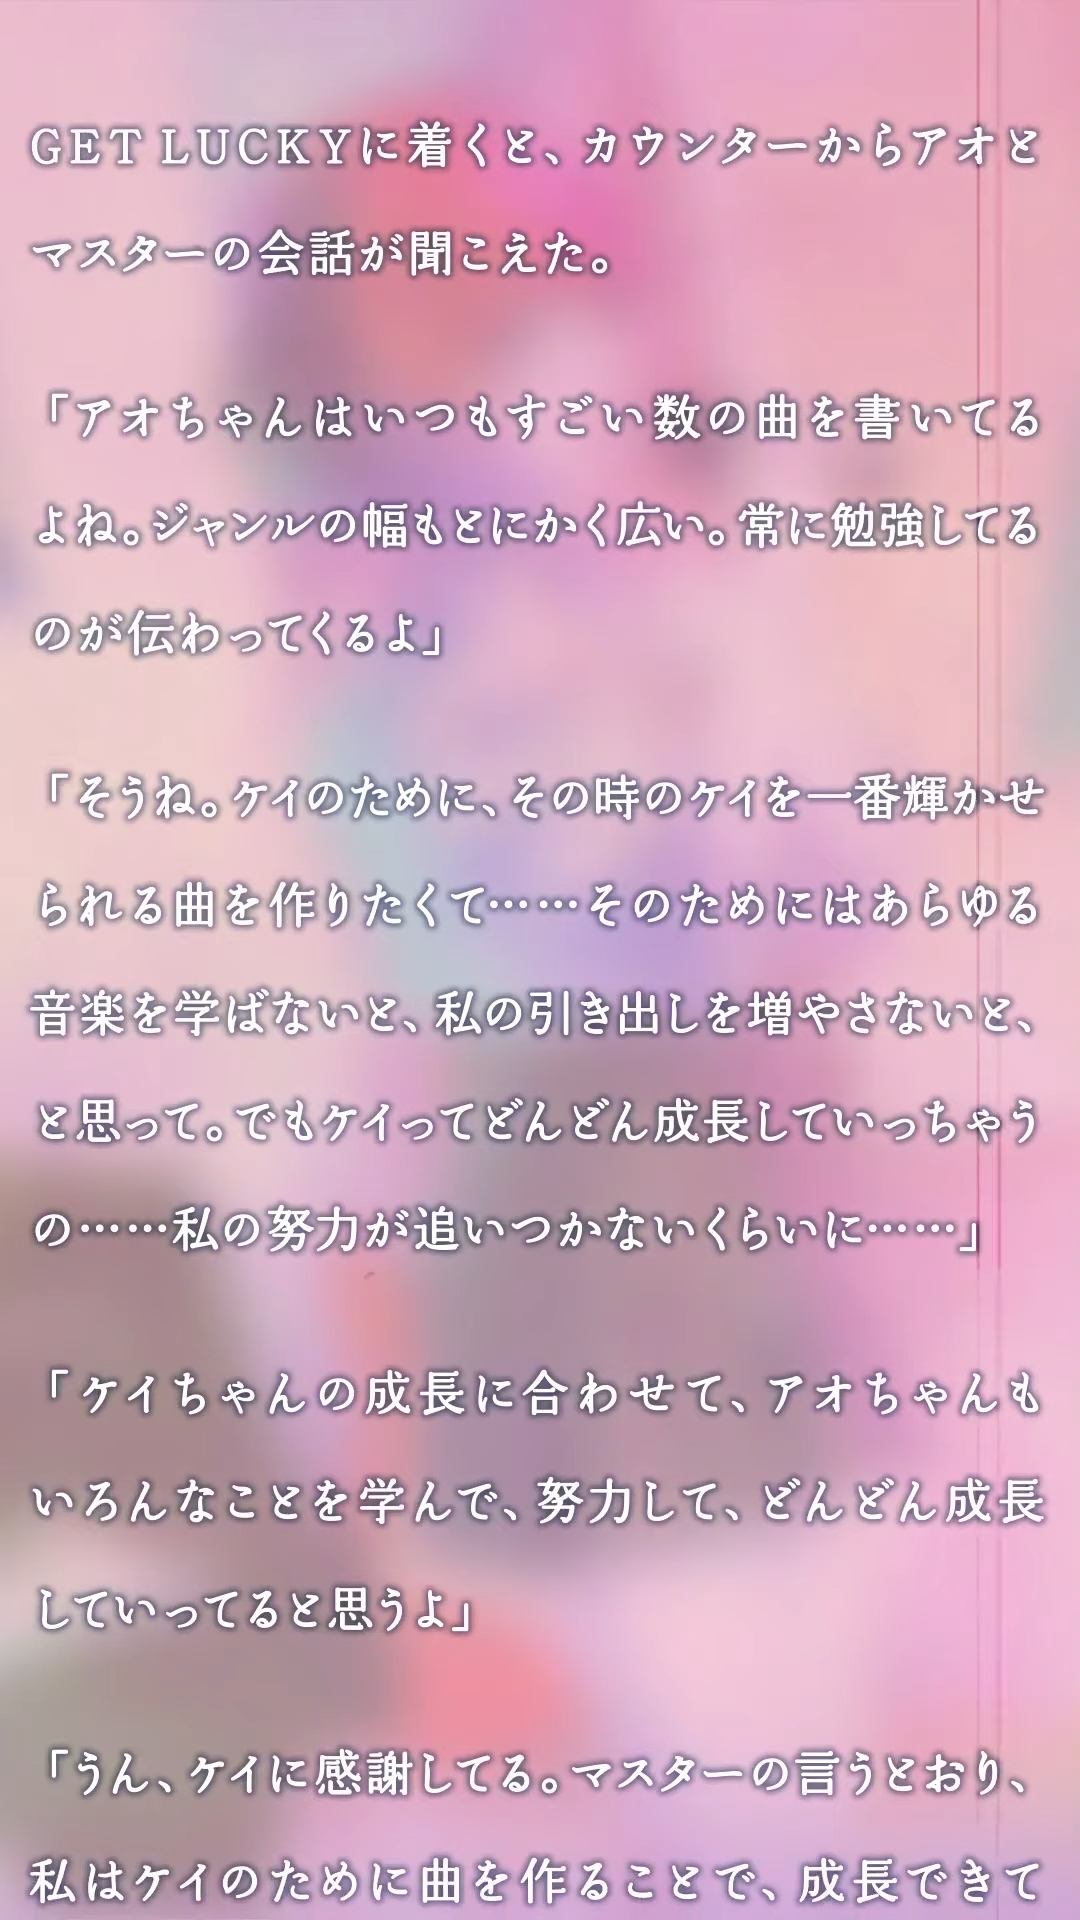 GET LUCKYに着くと、カウンターからアオと
マスターの会話が聞こえた。
「アオちゃんはいつもすごい数の曲を書いてる
よね。ジャンルの幅もとにかく広い。常に勉強してる
のが伝わってくるよ」
「そうね。ケイのために、その時のケイを一番輝かせ
られる曲を作りたくて……そのためにはあらゆる
音楽を学ばないと、私の引き出しを増やさないと、
と思って。でもケイってどんどん成長していっちゃう
の……私の努力が追いつかないくらいに……」
「ケイちゃんの成長に合わせて、アオちゃんも
いろんなことを学んで、努力して、どんどん成長
していってると思うよ」
「うん、ケイに感謝してる。マスターの言うとおり、
私はケイのために曲を作ることで、成長できて